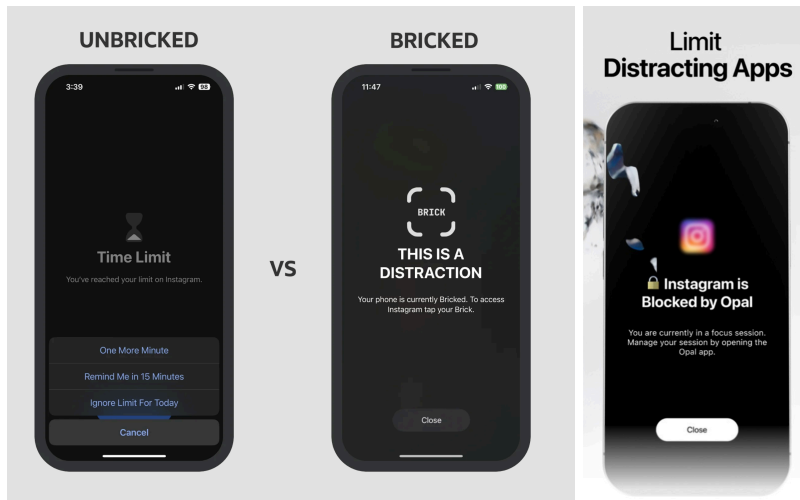 UNBRICKED
3:39
98
Time Limit
You've reached your limit on Instagram.
One More Minute
Remind Me in 15 Minutes
Ignore Limit For Today
Cancel
VS
BRICKED
11:47
100
BRICK
THIS IS A
DISTRACTION
Your phone is currently Bricked. To access
Instagram tap your Brick.
Close
Limit
Distracting Apps
Instagram is
Blocked by Opal
You are currently in a focus session.
Manage your session by opening the
Opal app.
Close